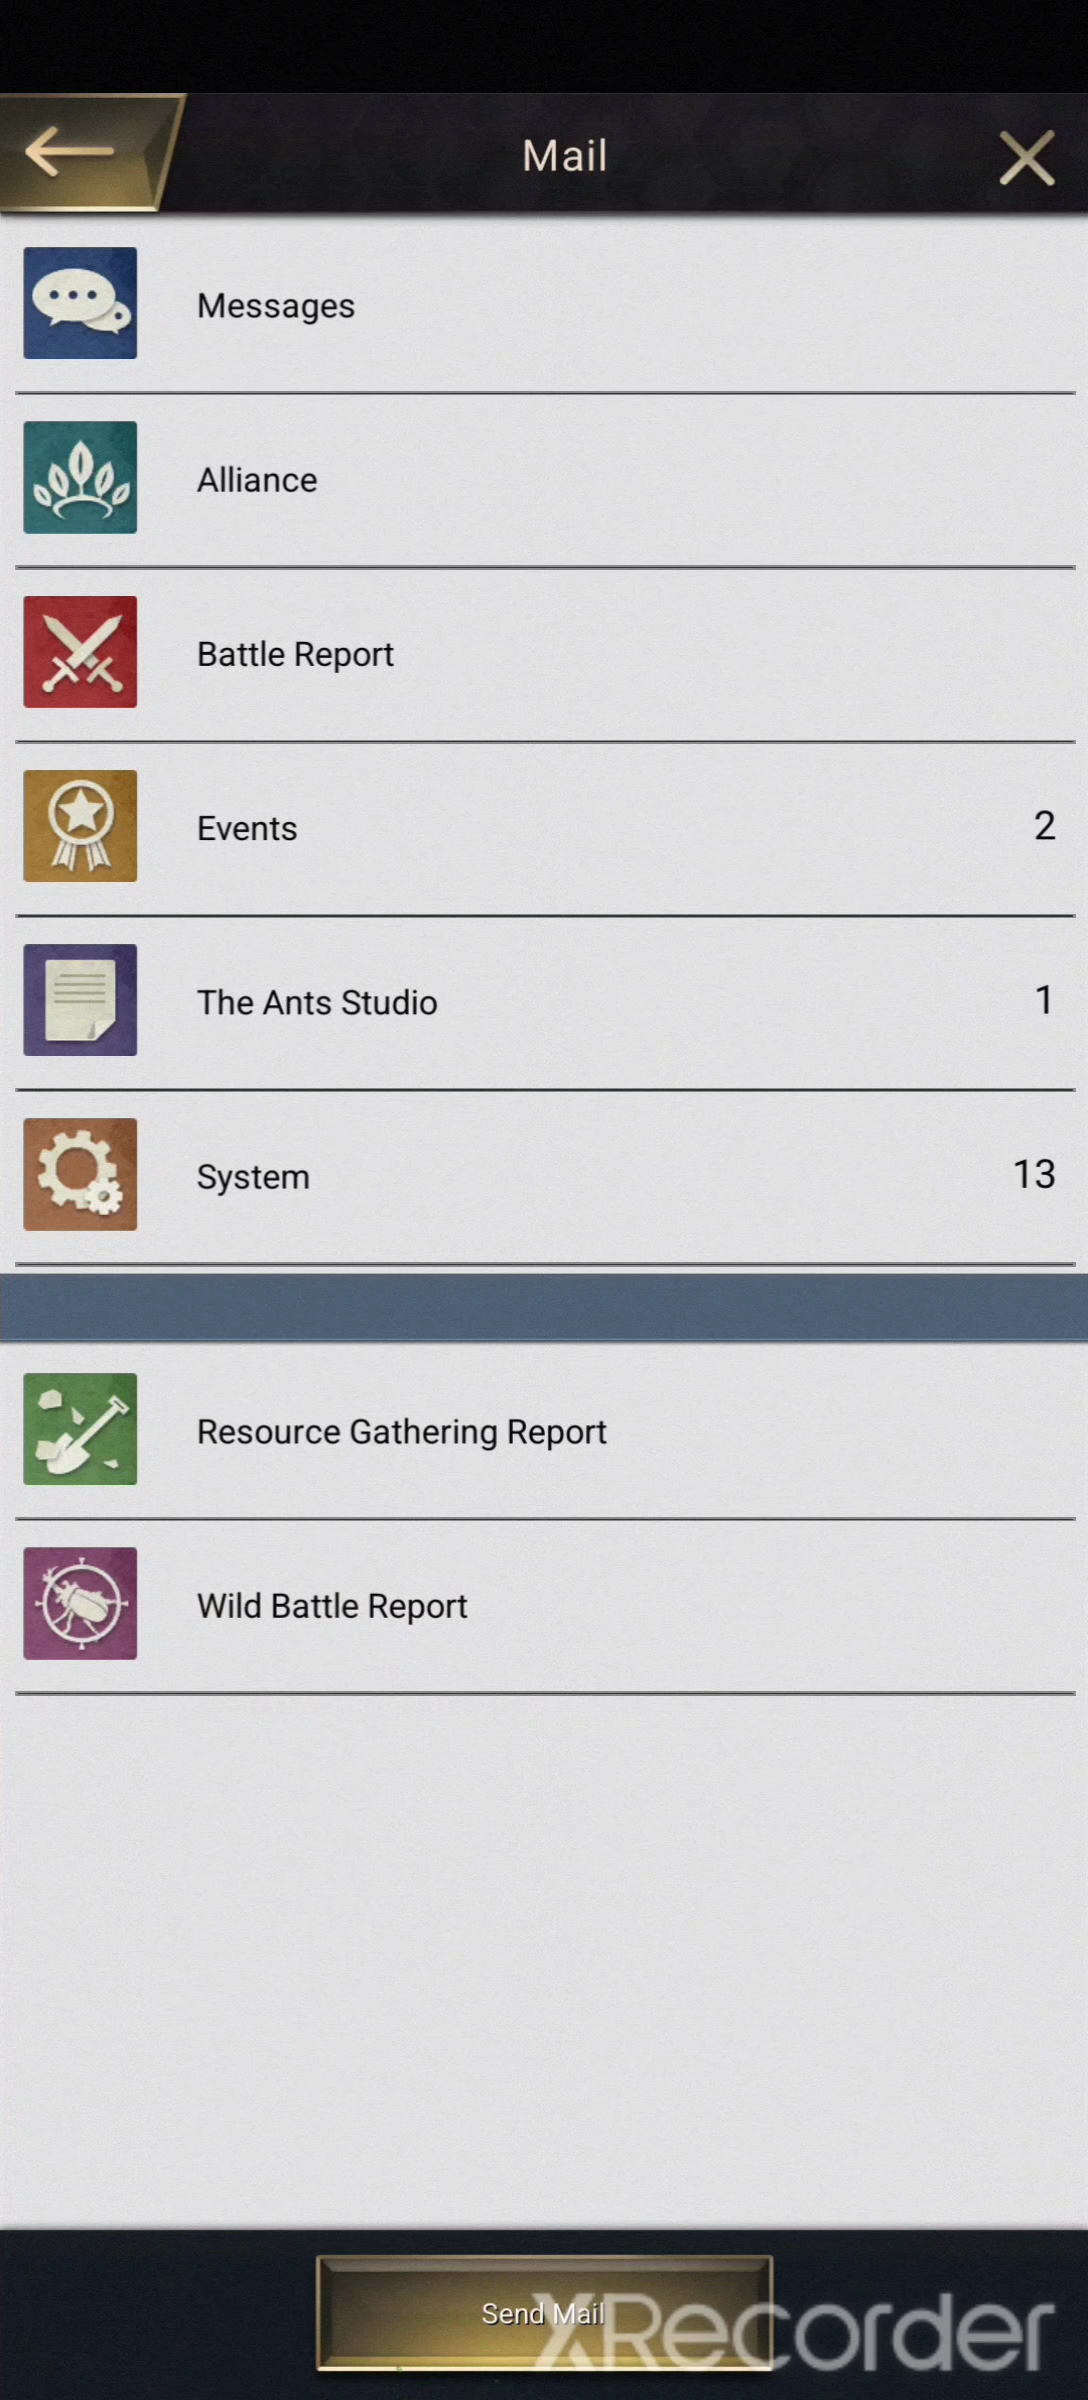 Mail
Messages
Alliance
Battle Report
Events
2
The Ants Studio
1
System
13
Resource Gathering Report
Wild Battle Report
Send Mail
XRecorder